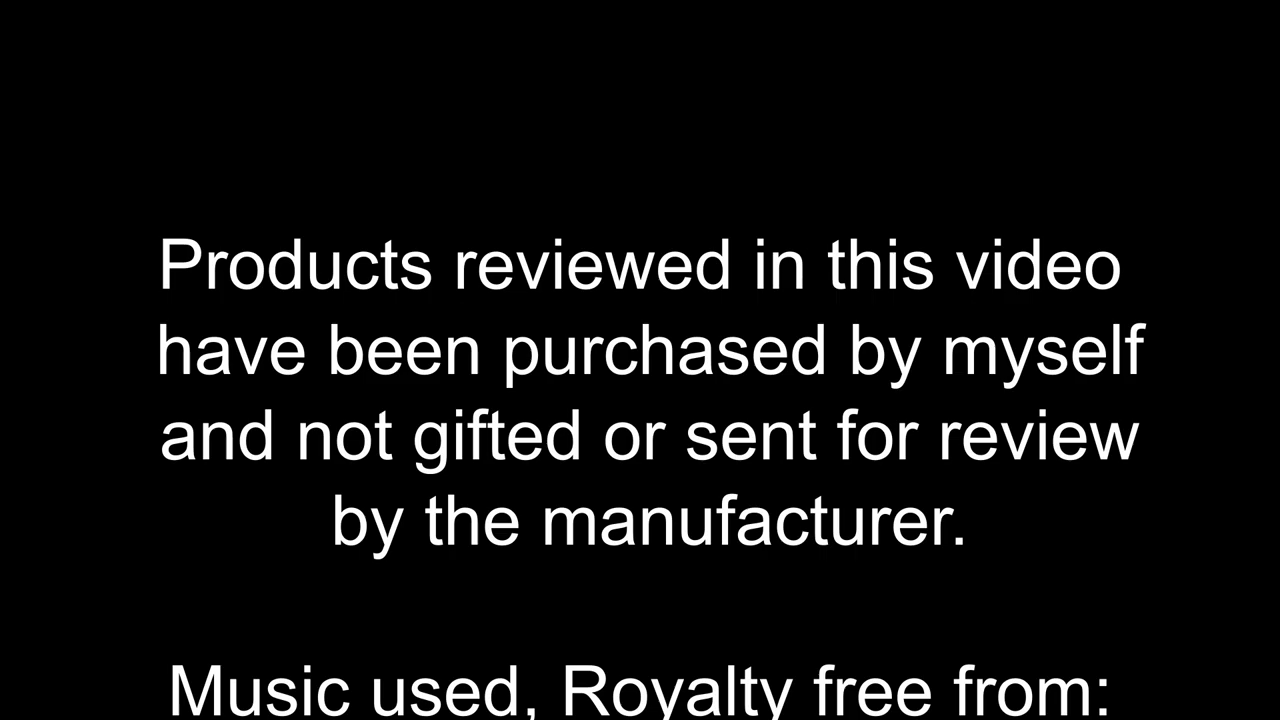 Products reviewed in this video
have been purchased by myself
and not gifted or sent for review
by the manufacturer.
Music used, Royalty free from: